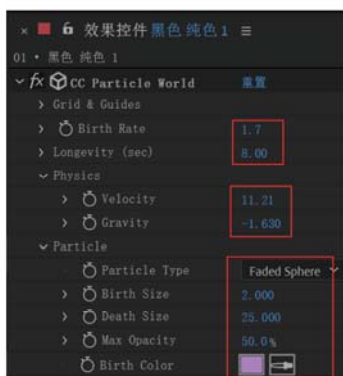 效果控件 黑色 纯色 1
01 • 黑色 纯色 1
fx CC Particle World 重置
Grid & Guides
Birth Rate 1.7
Longevity (sec) 8.00
Physics
Velocity 11.21
Gravity -1.630
Particle
Particle Type Faded Sphere
Birth Size 2.000
Death Size 25.000
Max Opacity 50.0%
Birth Color